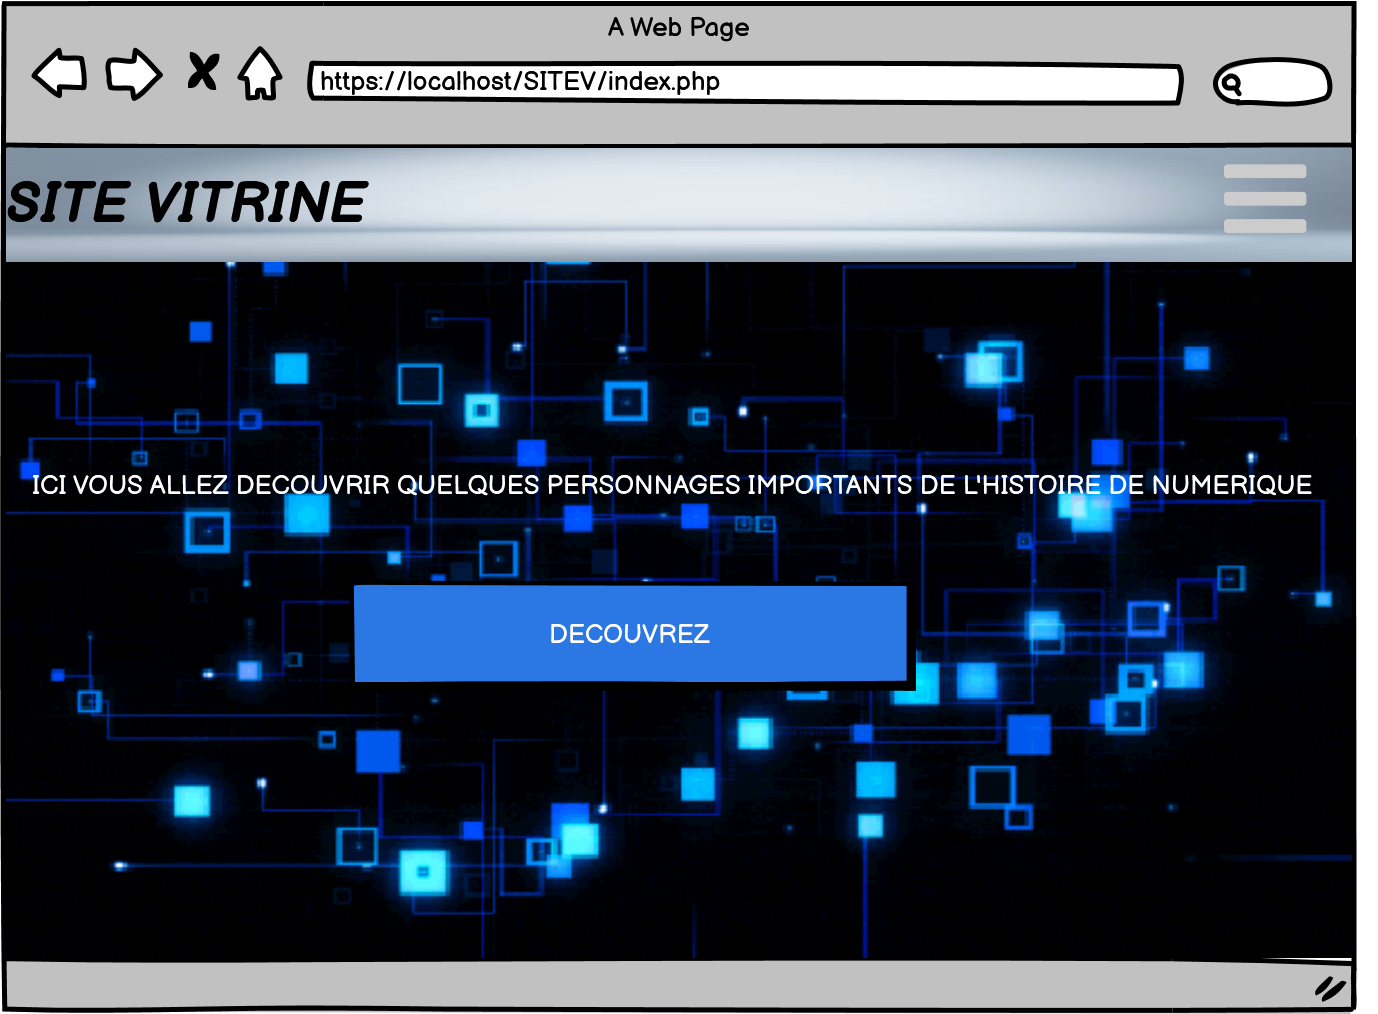 A Web Page
https://localhost/SITEV/index.php
SITE VITRINE
ICI VOUS ALLEZ DECOUVRIR QUELQUES PERSONNAGES IMPORTANTS DE L'HISTOIRE DE NUMERIQUE
DECOUVREZ